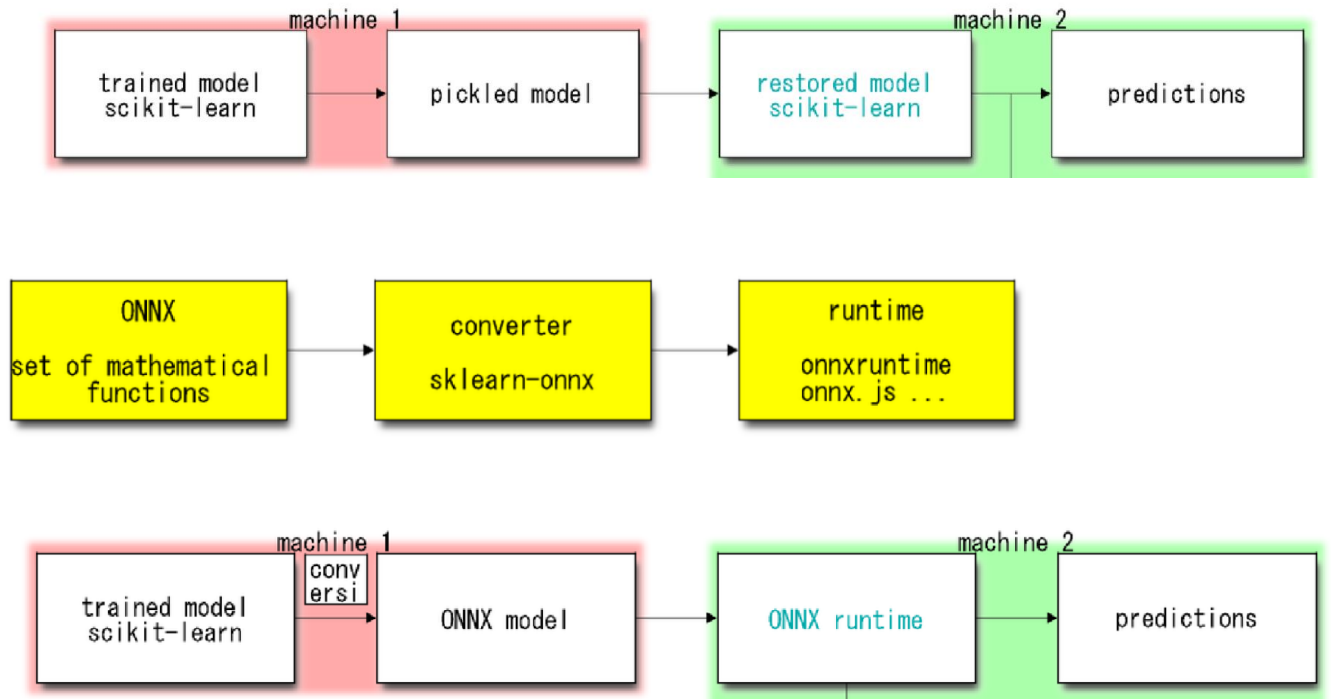 machine 1
machine 2
trained model
scikit-learn
pickled model
restored model
scikit-learn
predictions
ONNX
set of mathematical
functions
converter
sklearn-onnx
runtime
onnxruntime
onnx.js ...
machine 1
machine 2
conv
ersi
trained model
scikit-learn
ONNX model
ONNX runtime
predictions